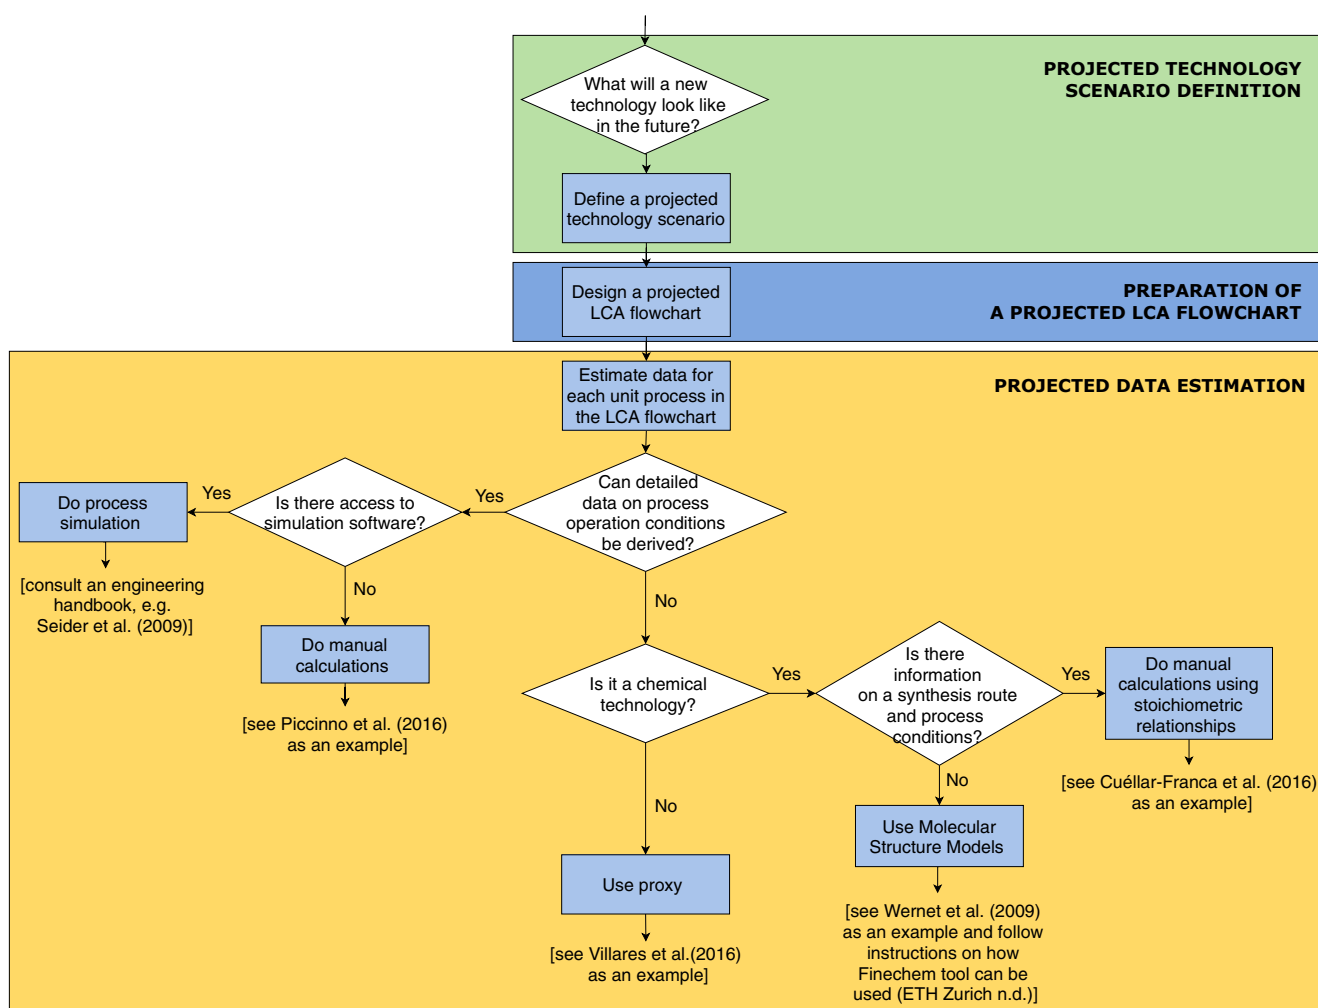 What will a new
technology look like
in the future?
PROJECTED TECHNOLOGY
SCENARIO DEFINITION
Define a projected
technology scenario
Design a projected
LCA flowchart
PREPARATION OF
A PROJECTED LCA FLOWCHART
Estimate data for
each unit process in
the LCA flowchart
PROJECTED DATA ESTIMATION
Can detailed
data on process
operation conditions
be derived?
Yes
Is there access to
simulation software?
Yes
Do process
simulation
[consult an engineering
handbook, e.g.
Seider et al. (2009)]
No
Do manual
calculations
[see Piccinno et al. (2016)
as an example]
No
Is it a chemical
technology?
Yes
Is there
information
on a synthesis route
and process
conditions?
Yes
Do manual
calculations using
stoichiometric
relationships
[see Cuéllar-Franca et al. (2016)
as an example]
No
Use Molecular
Structure Models
[see Wernet et al. (2009)
as an example and follow
instructions on how
Finechem tool can be
used (ETH Zurich n.d.)]
No
Use proxy
[see Villares et al.(2016)
as an example]